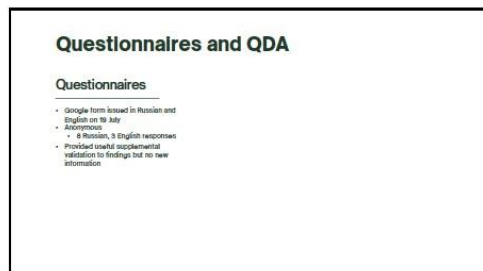 Questionnaires and QDA
Questionnaires
• Google form issued in Russian and
English on 19 July
• Anonymous
• 8 Russian, 3 English responses
• Provided useful supplemental
validation to findings but no new
information